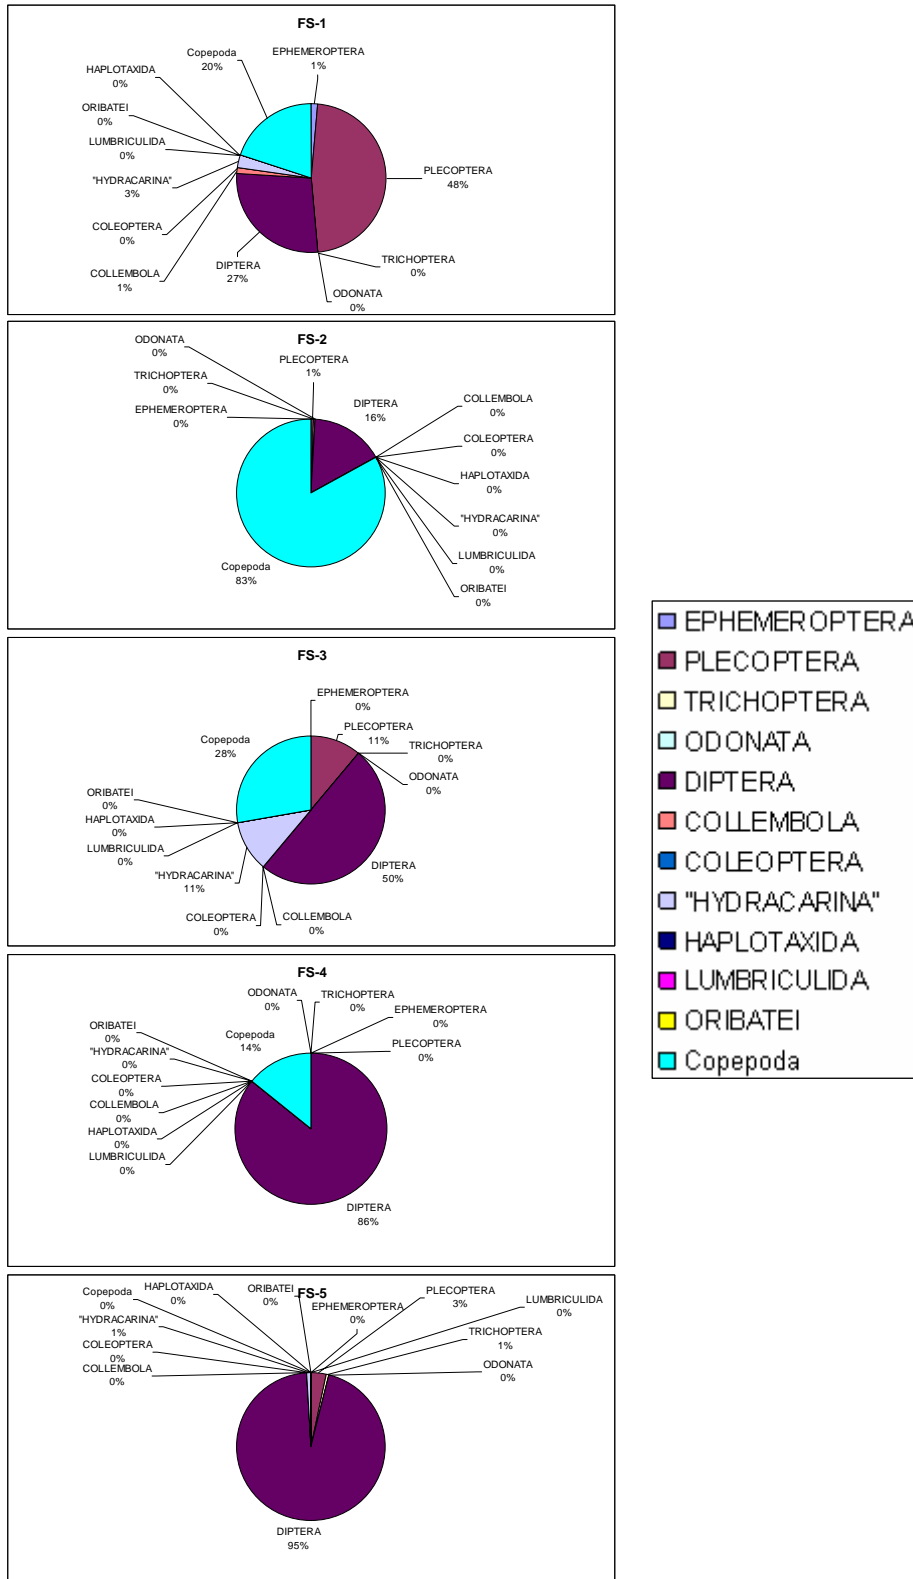 FS-1
Copepoda
20%
EPHEMEROPTERA
1%
HAPLOTAXIDA
0%
ORIBATEI
0%
LUMBRICULIDA
0%
"HYDRACARINA"
3%
COLEOPTERA
0%
COLLEMBOLA
1%
DIPTERA
27%
PLECOPTERA
48%
TRICHOPTERA
0%
ODONATA
0%
FS-2
ODONATA
0%
PLECOPTERA
1%
TRICHOPTERA
0%
EPHEMEROPTERA
0%
DIPTERA
16%
COLLEMBOLA
0%
COLEOPTERA
0%
HAPLOTAXIDA
0%
"HYDRACARINA"
0%
LUMBRICULIDA
0%
ORIBATEI
0%
Copepoda
83%
FS-3
EPHEMEROPTERA
0%
PLECOPTERA
11%
TRICHOPTERA
0%
ODONATA
0%
Copepoda
28%
ORIBATEI
0%
HAPLOTAXIDA
0%
LUMBRICULIDA
0%
"HYDRACARINA"
11%
COLEOPTERA
0%
COLLEMBOLA
0%
DIPTERA
50%
FS-4
ODONATA
0%
TRICHOPTERA
0%
EPHEMEROPTERA
0%
PLECOPTERA
0%
Copepoda
14%
ORIBATEI
0%
"HYDRACARINA"
0%
COLEOPTERA
0%
COLLEMBOLA
0%
HAPLOTAXIDA
0%
LUMBRICULIDA
0%
DIPTERA
86%
FS-5
Copepoda
0%
HAPLOTAXIDA
0%
ORIBATEI
0%
EPHEMEROPTERA
0%
PLECOPTERA
3%
LUMBRICULIDA
0%
"HYDRACARINA"
1%
COLEOPTERA
0%
COLLEMBOLA
0%
TRICHOPTERA
1%
ODONATA
0%
DIPTERA
95%
EPHEMEROPTERA
PLECOPTERA
TRICHOPTERA
ODONATA
DIPTERA
COLLEMBOLA
COLEOPTERA
"HYDRACARINA"
HAPLOTAXIDA
LUMBRICULIDA
ORIBATEI
Copepoda